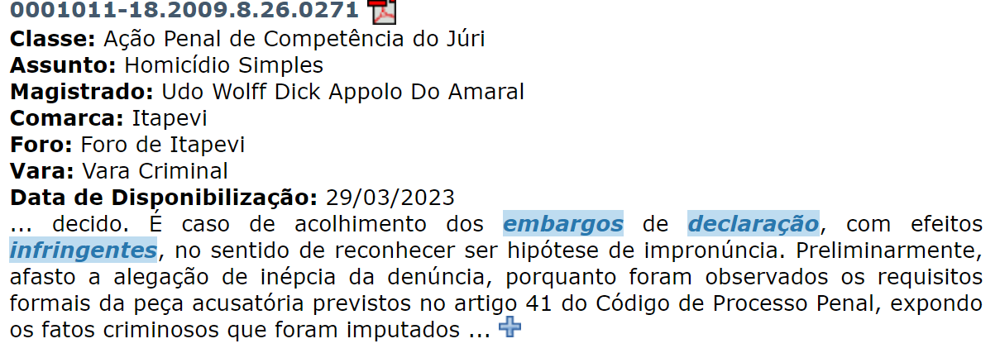 0001011-18.2009.8.26.0271
Classe: Ação Penal de Competência do Júri
Assunto: Homicídio Simples
Magistrado: Udo Wolff Dick Appolo Do Amaral
Comarca: Itapevi
Foro: Foro de Itapevi
Vara: Vara Criminal
Data de Disponibilização: 29/03/2023
... decido. É caso de acolhimento dos embargos de declaração, com efeitos
infringentes, no sentido de reconhecer ser hipótese de impronúncia. Preliminarmente,
afasto a alegação de inépcia da denúncia, porquanto foram observados os requisitos
formais da peça acusatória previstos no artigo 41 do Código de Processo Penal, expondo
os fatos criminosos que foram imputados ...